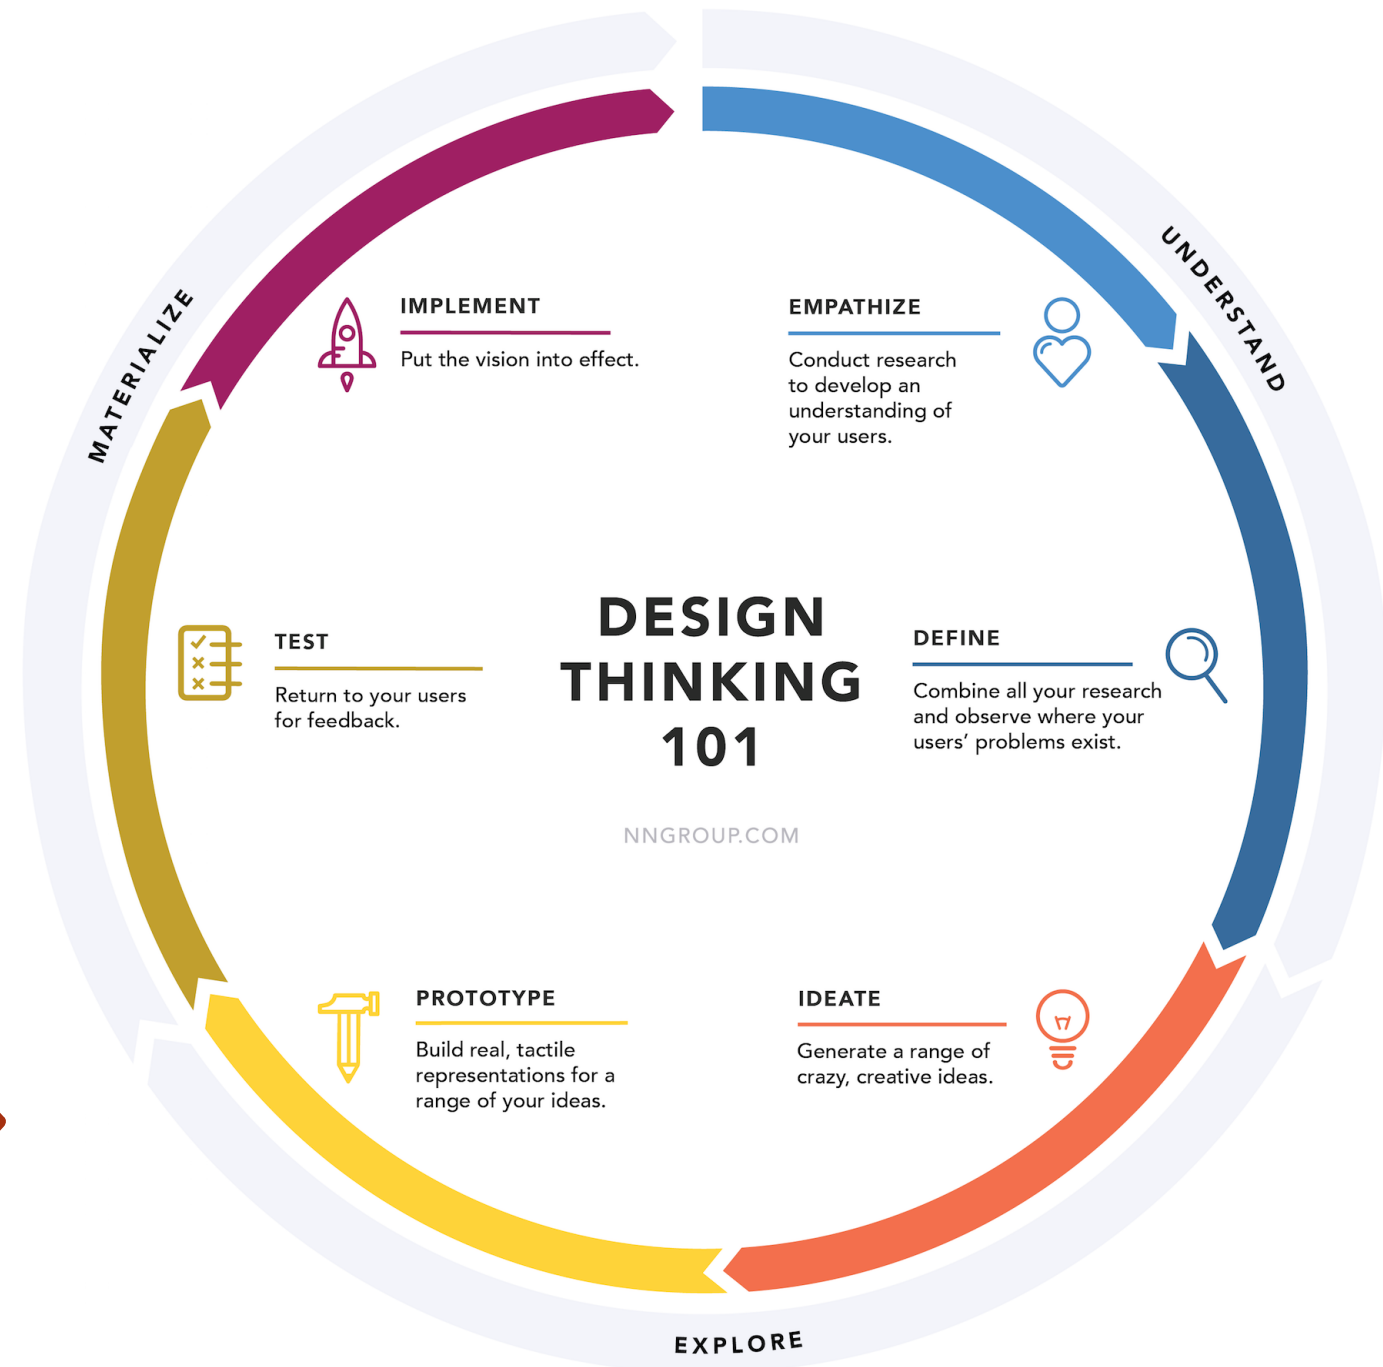 UNDERSTAND
MATERIALIZE
IMPLEMENT
Put the vision into effect.
EMPATHIZE
Conduct research
to develop an
understanding of
your users.
DESIGN
THINKING
101
NNGROUP.COM
TEST
Return to your users
for feedback.
DEFINE
Combine all your research
and observe where your
users’ problems exist.
PROTOTYPE
Build real, tactile
representations for a
range of your ideas.
IDEATE
Generate a range of
crazy, creative ideas.
EXPLORE